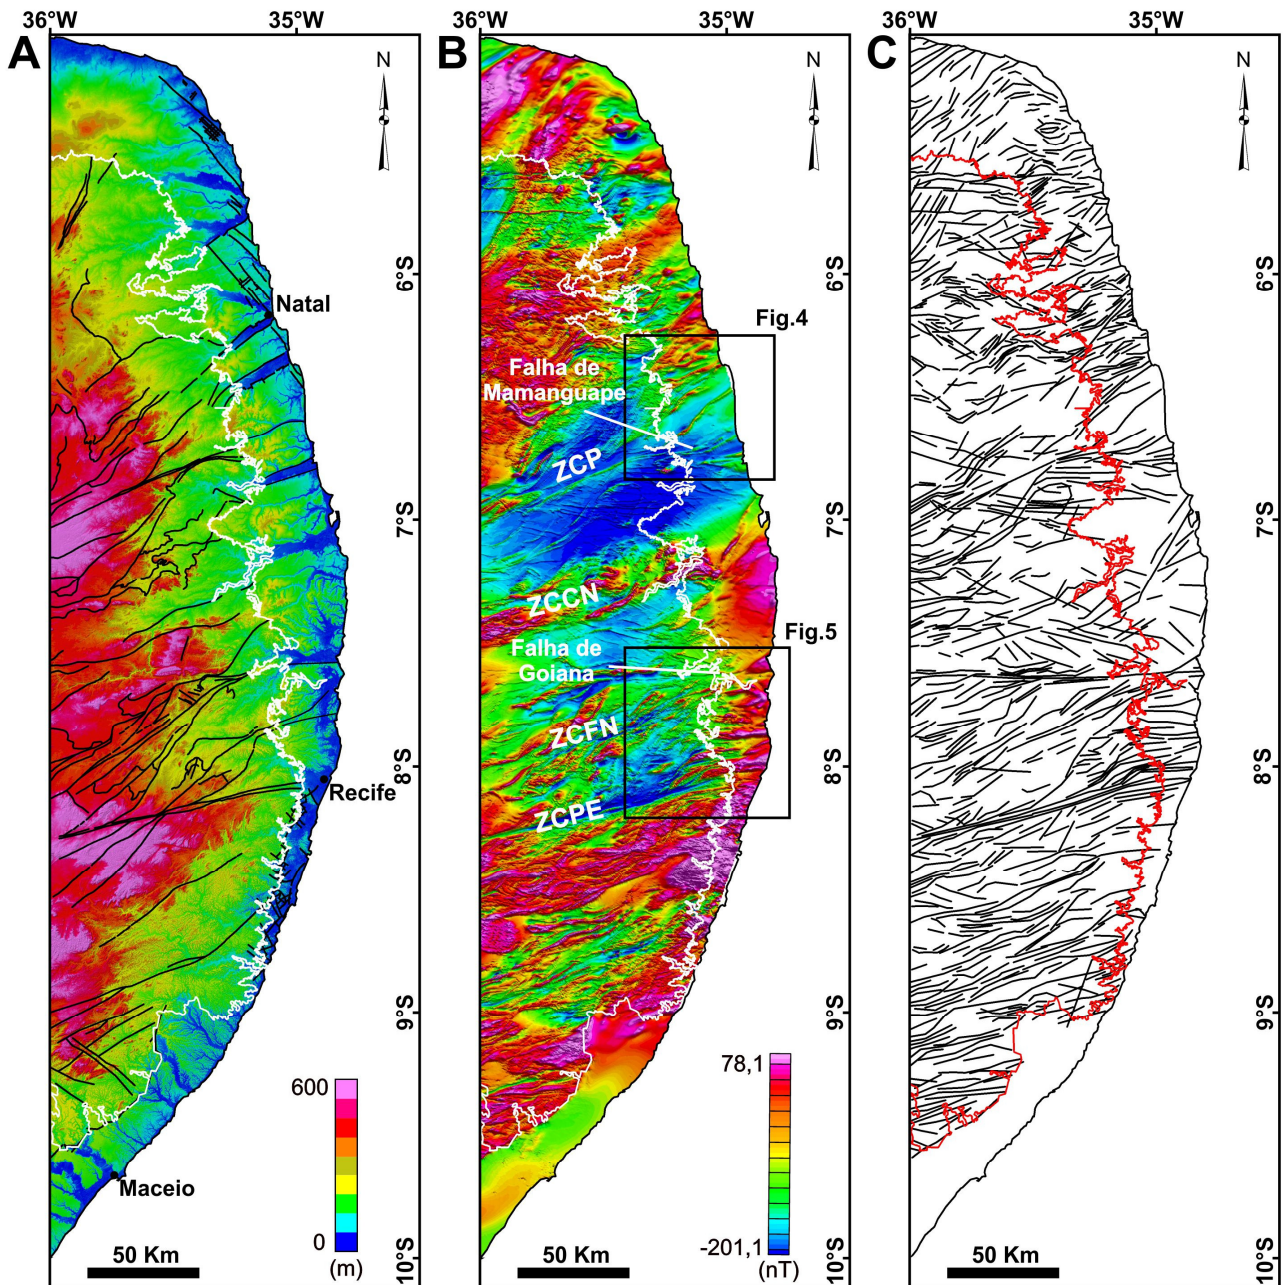 36°W
35°W
36°W
35°W
36°W
35°W
A
B
C
N
N
N
6°S
6°S
6°S
Natal
Fig.4
Falha de
Mamanguape
ZCP
7°S
7°S
7°S
ZCCN
Fig.5
Falha de
Goiana
ZCFN
8°S
8°S
8°S
Recife
ZCPE
9°S
9°S
9°S
600
78,1
Maceio
0
(m)
-201,1
(nT)
50 Km
50 Km
50 Km
10°S
10°S
10°S